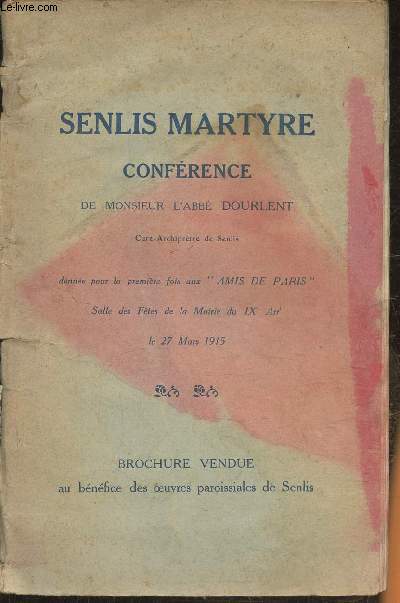 Le-livre.com
SENLIS MARTYRE
CONFÉRENCE
DE MONSIEUR L'ABBÉ DOURLENT
Curé-Archiprêtre de Senlis
donnée pour la première fois aux "AMIS DE PARIS"
Salle des Fêtes de la Mairie du IXᵉ Arrᵗ
le 27 Mars 1915
BROCHURE VENDUE
au bénéfice des œuvres paroissiales de Senlis